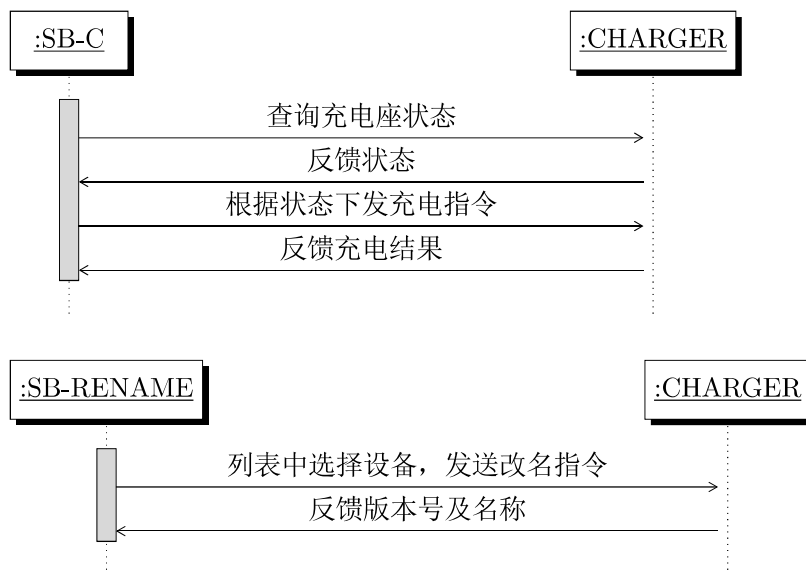 :SB-C
:CHARGER
查询充电座状态
反馈状态
根据状态下发充电指令
反馈充电结果
:SB-RENAME
:CHARGER
列表中选择设备，发送改名指令
反馈版本号及名称